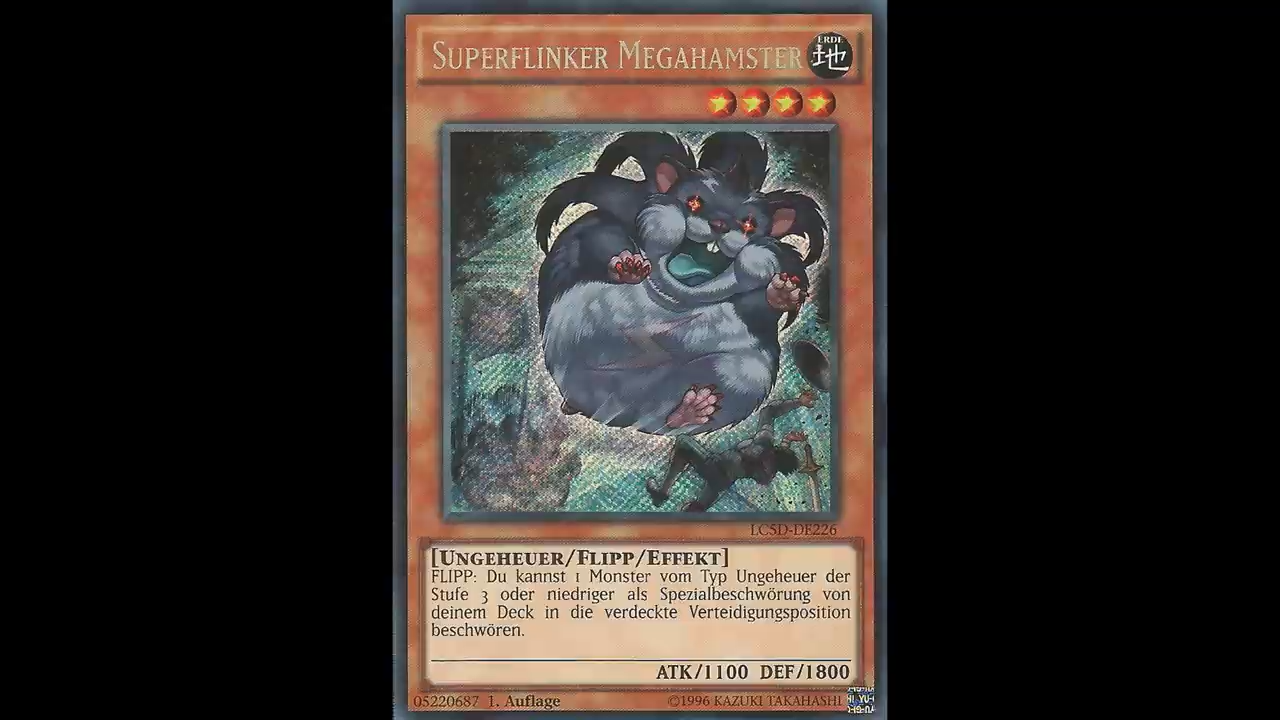 SUPERFLINKER MEGAHAMSTER
ERDE
地
LC5D-DE226
[UNGEHEUER/FLIPP/EFFEKT]
FLIPP: Du kannst 1 Monster vom Typ Ungeheuer der
Stufe 3 oder niedriger als Spezialbeschwörung von
deinem Deck in die verdeckte Verteidigungsposition
beschwören.
ATK/1100 DEF/1800
05220687 1. Auflage
©1996 KAZUKI TAKAHASHI